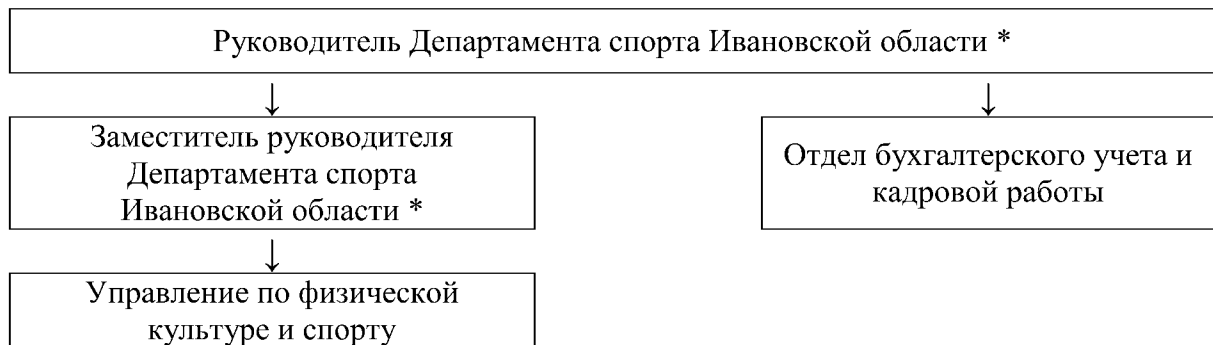 Руководитель Департамента спорта Ивановской области *
↓
↓
Заместитель руководителя
Департамента спорта
Ивановской области *
Отдел бухгалтерского учета и
кадровой работы
↓
Управление по физической
культуре и спорту